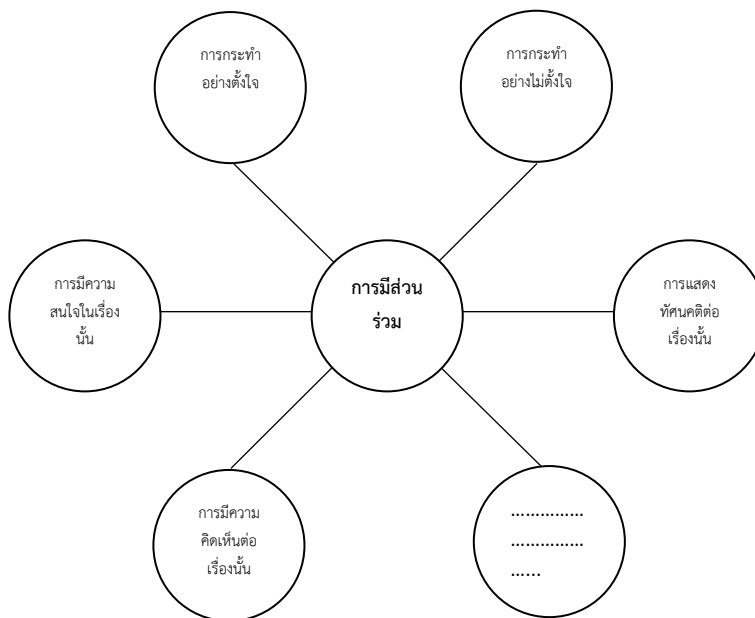 การกระทำ
อย่างตั้งใจ
การกระทำ
อย่างไม่ตั้งใจ
การมีความ
สนใจในเรื่อง
นั้น
การมีส่วน
ร่วม
การแสดง
ทัศนคติต่อ
เรื่องนั้น
การมีความ
คิดเห็นต่อ
เรื่องนั้น
...............
...............
......